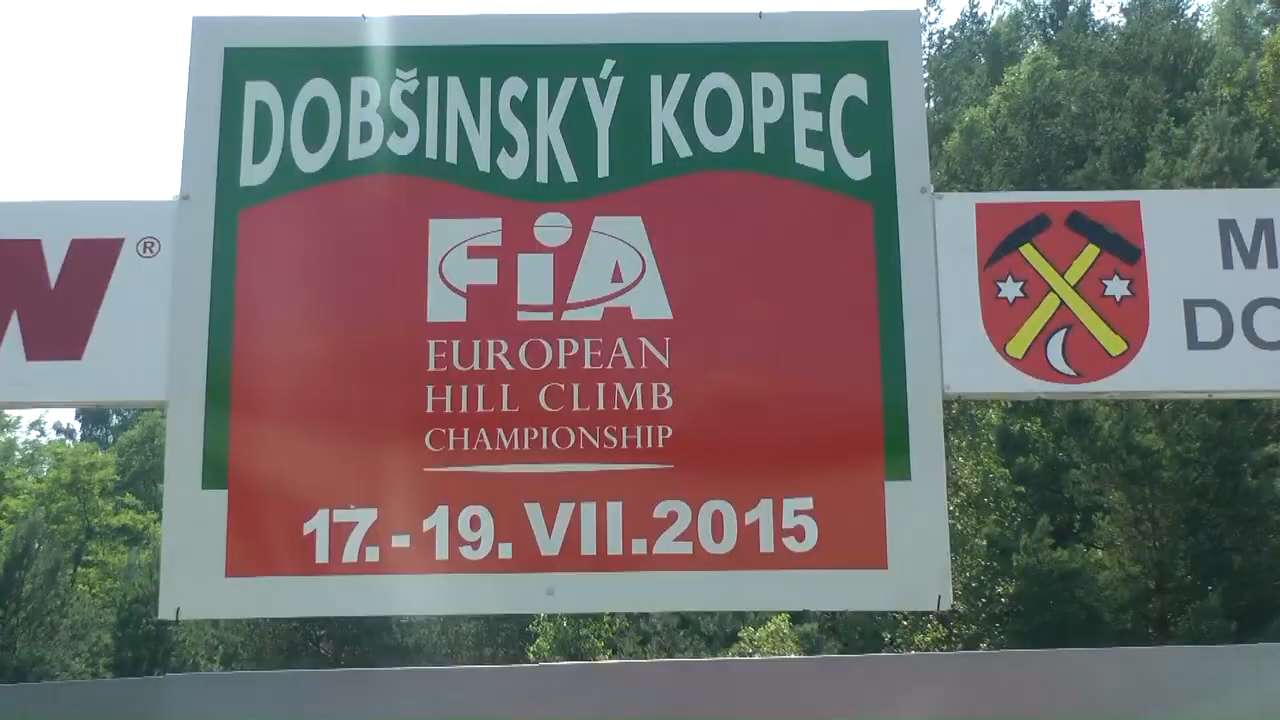 DOBŠINSKÝ KOPEC
FiA
EUROPEAN
HILL CLIMB
CHAMPIONSHIP
17.-19. VII.2015
W®
M
DO